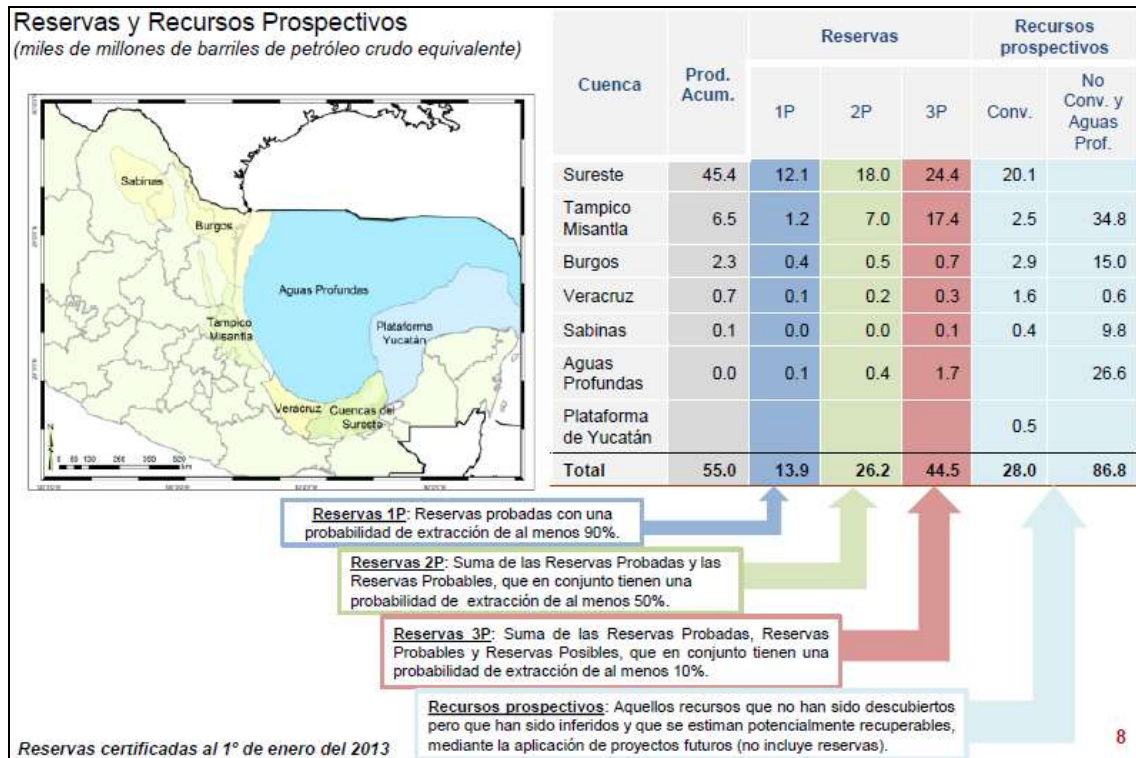 Reservas y Recursos Prospectivos
(miles de millones de barriles de petróleo crudo equivalente)
Sabinas
Burgos
Aguas Profundas
Tampico
Misantla
Plataforma
Yucatán
Veracruz
Cuencas del
Sureste
N
km
Cuenca
Prod.
Acum.
Reservas
Recursos
prospectivos
1P
2P
3P
Conv.
No
Conv. y
Aguas
Prof.
Sureste 45.4 12.1 18.0 24.4 20.1
Tampico
Misantla 6.5 1.2 7.0 17.4 2.5 34.8
Burgos 2.3 0.4 0.5 0.7 2.9 15.0
Veracruz 0.7 0.1 0.2 0.3 1.6 0.6
Sabinas 0.1 0.0 0.0 0.1 0.4 9.8
Aguas
Profundas 0.0 0.1 0.4 1.7 26.6
Plataforma
de Yucatán 0.5
Total 55.0 13.9 26.2 44.5 28.0 86.8
Reservas 1P: Reservas probadas con una
probabilidad de extracción de al menos 90%.
Reservas 2P: Suma de las Reservas Probadas y las
Reservas Probables, que en conjunto tienen una
probabilidad de extracción de al menos 50%.
Reservas 3P: Suma de las Reservas Probadas, Reservas
Probables y Reservas Posibles, que en conjunto tienen una
probabilidad de extracción de al menos 10%.
Recursos prospectivos: Aquellos recursos que no han sido descubiertos
pero que han sido inferidos y que se estiman potencialmente recuperables,
mediante la aplicación de proyectos futuros (no incluye reservas).
Reservas certificadas al 1° de enero del 2013
8